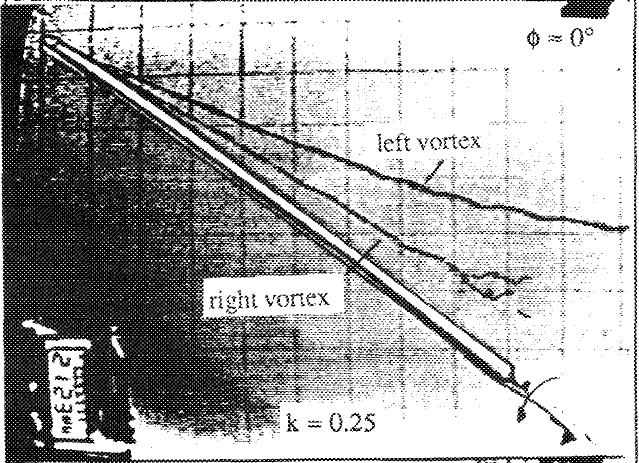 ϕ ≈ 0°
left vortex
right vortex
k = 0.25